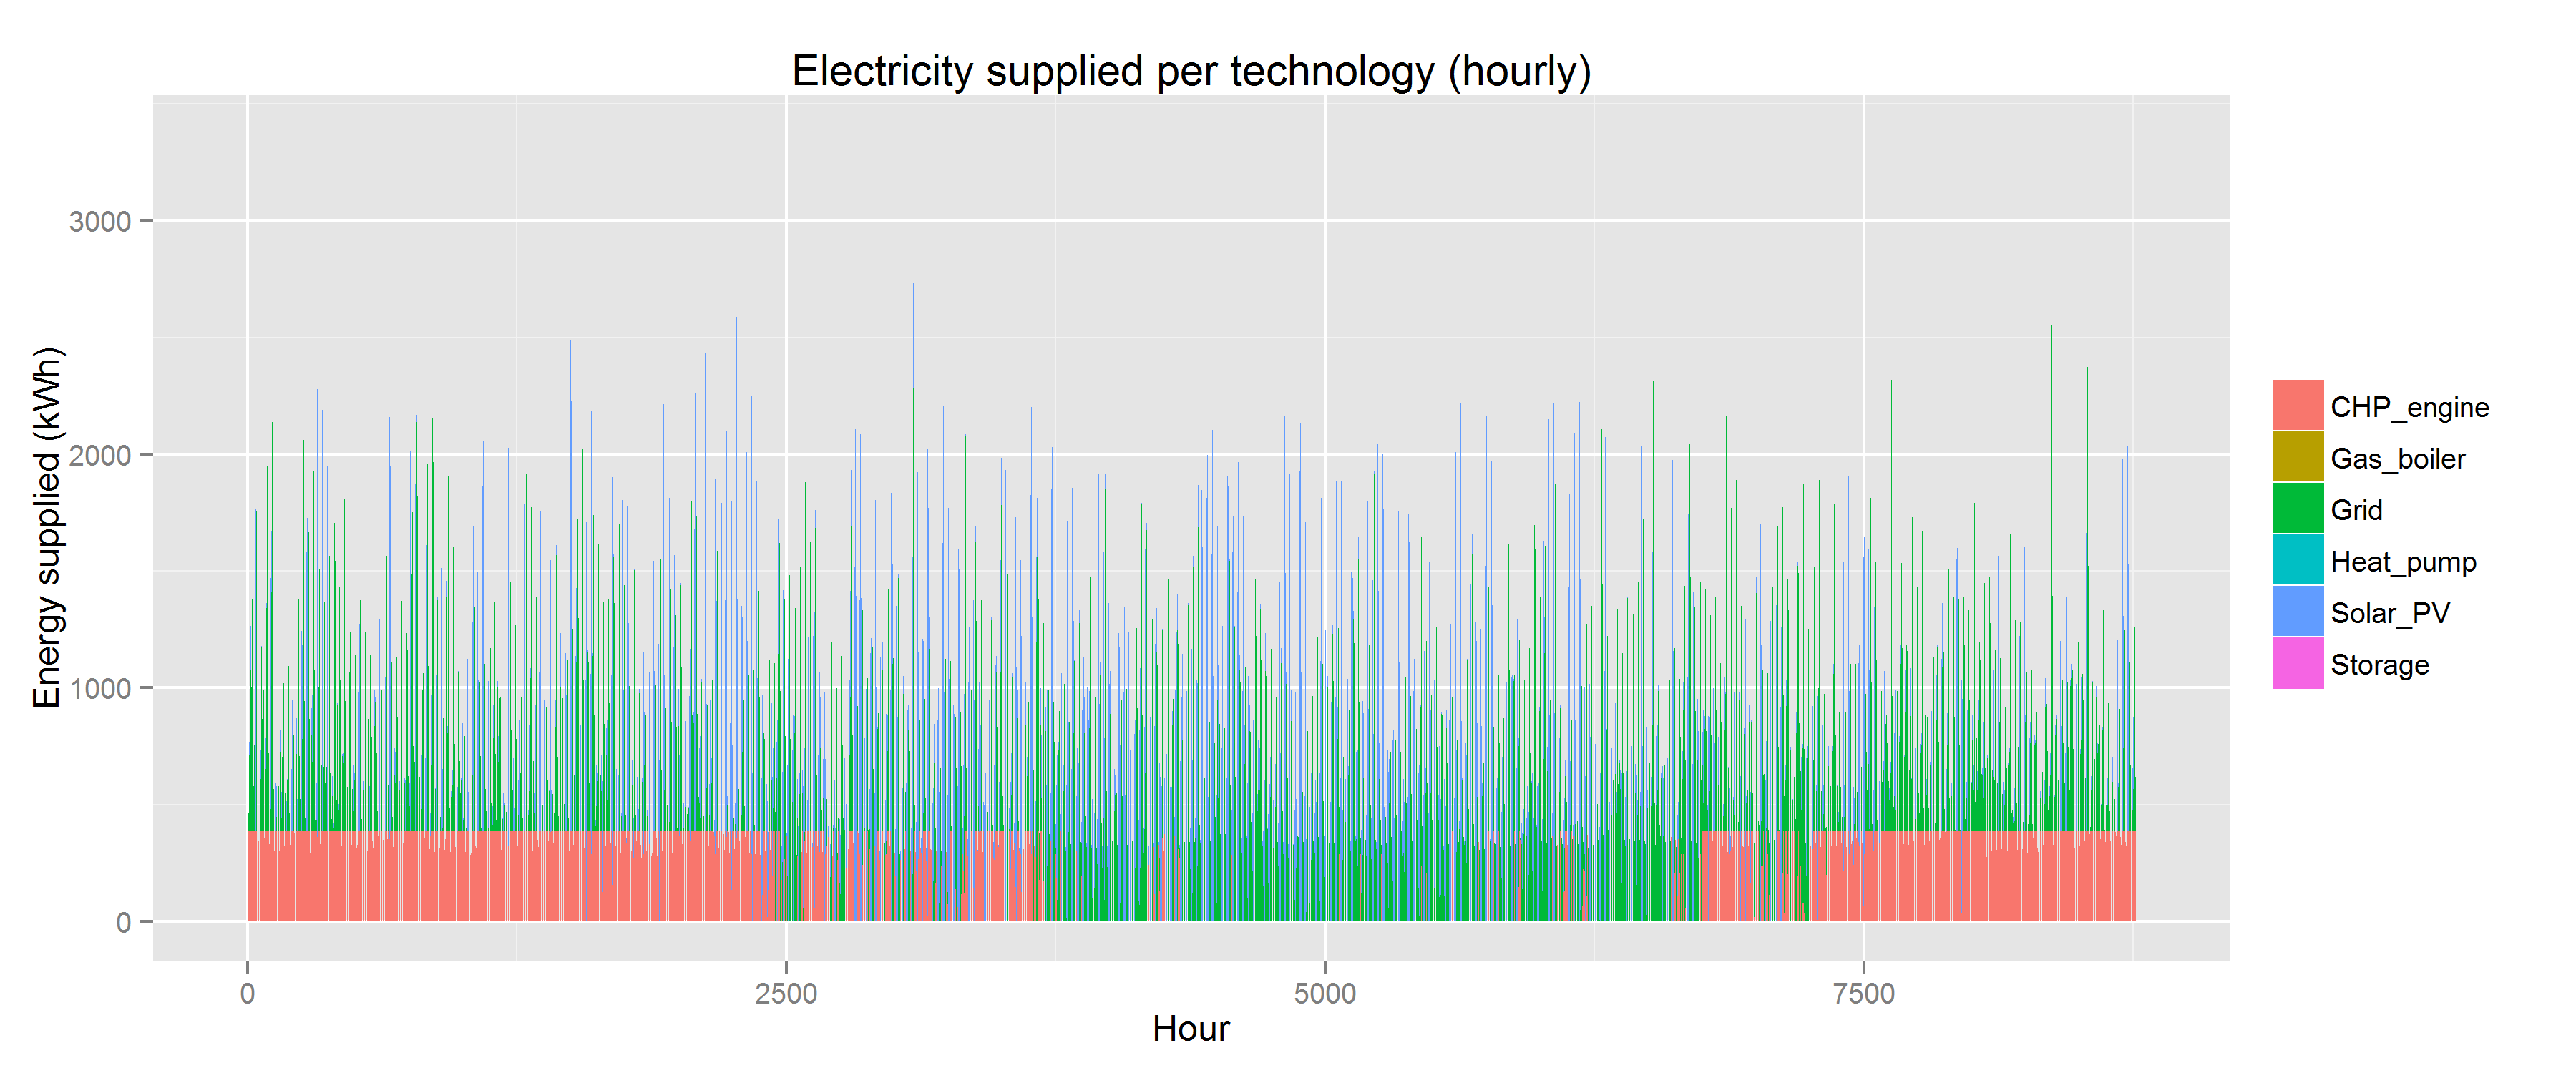 Electricity supplied per technology (hourly)
Energy supplied (kWh)
3000
2000
1000
0
0 2500 5000 7500
Hour
CHP_engine
Gas_boiler
Grid
Heat_pump
Solar_PV
Storage